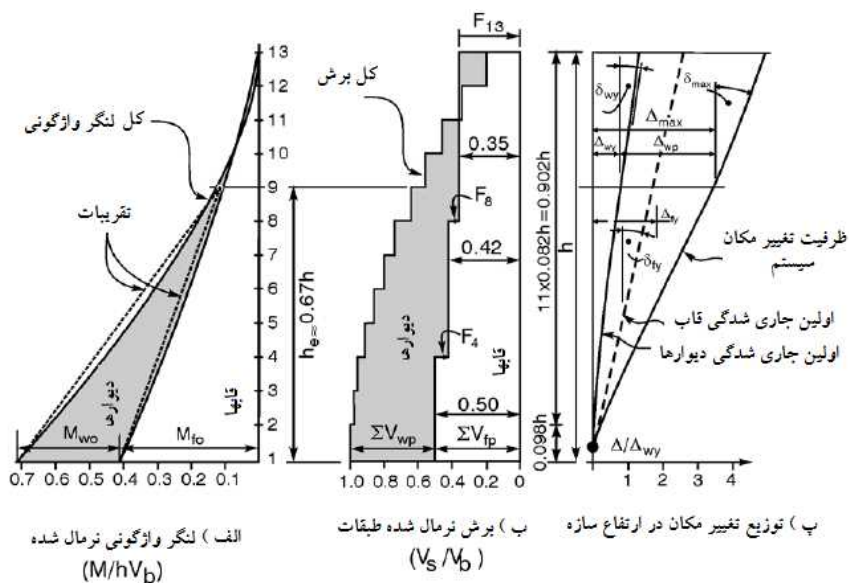 13
12
11
10
9
8
7
6
5
4
3
2
1
کل لنگر واژگونی
تقریبات
دیوارها
قابها
M_wo
M_fo
0.7 0.6 0.5 0.4 0.3 0.2 0.1
الف ) لنگر واژگونی نرمال شده
(M/hV_b)
F_13
کل برش
0.35
F_8
0.42
F_4
0.50
دیوارها
قابها
h_e≈0.67h
ΣV_wp
ΣV_fp
1.0 0.8 0.6 0.4 0.2 0
ب ) برش نرمال شده طبقات
(V_s/V_b)
11x0.082h=0.902h
h
0.098h
δ_wy
δ_max
Δ_max
Δ_wy
Δ_wp
Δ_fy
δ_fy
ظرفیت تغییر مکان
سیستم
اولین جاری شدگی قاب
اولین جاری شدگی دیوارها
Δ/Δ_wy
1 2 3 4
پ ) توزیع تغییر مکان در ارتفاع سازه